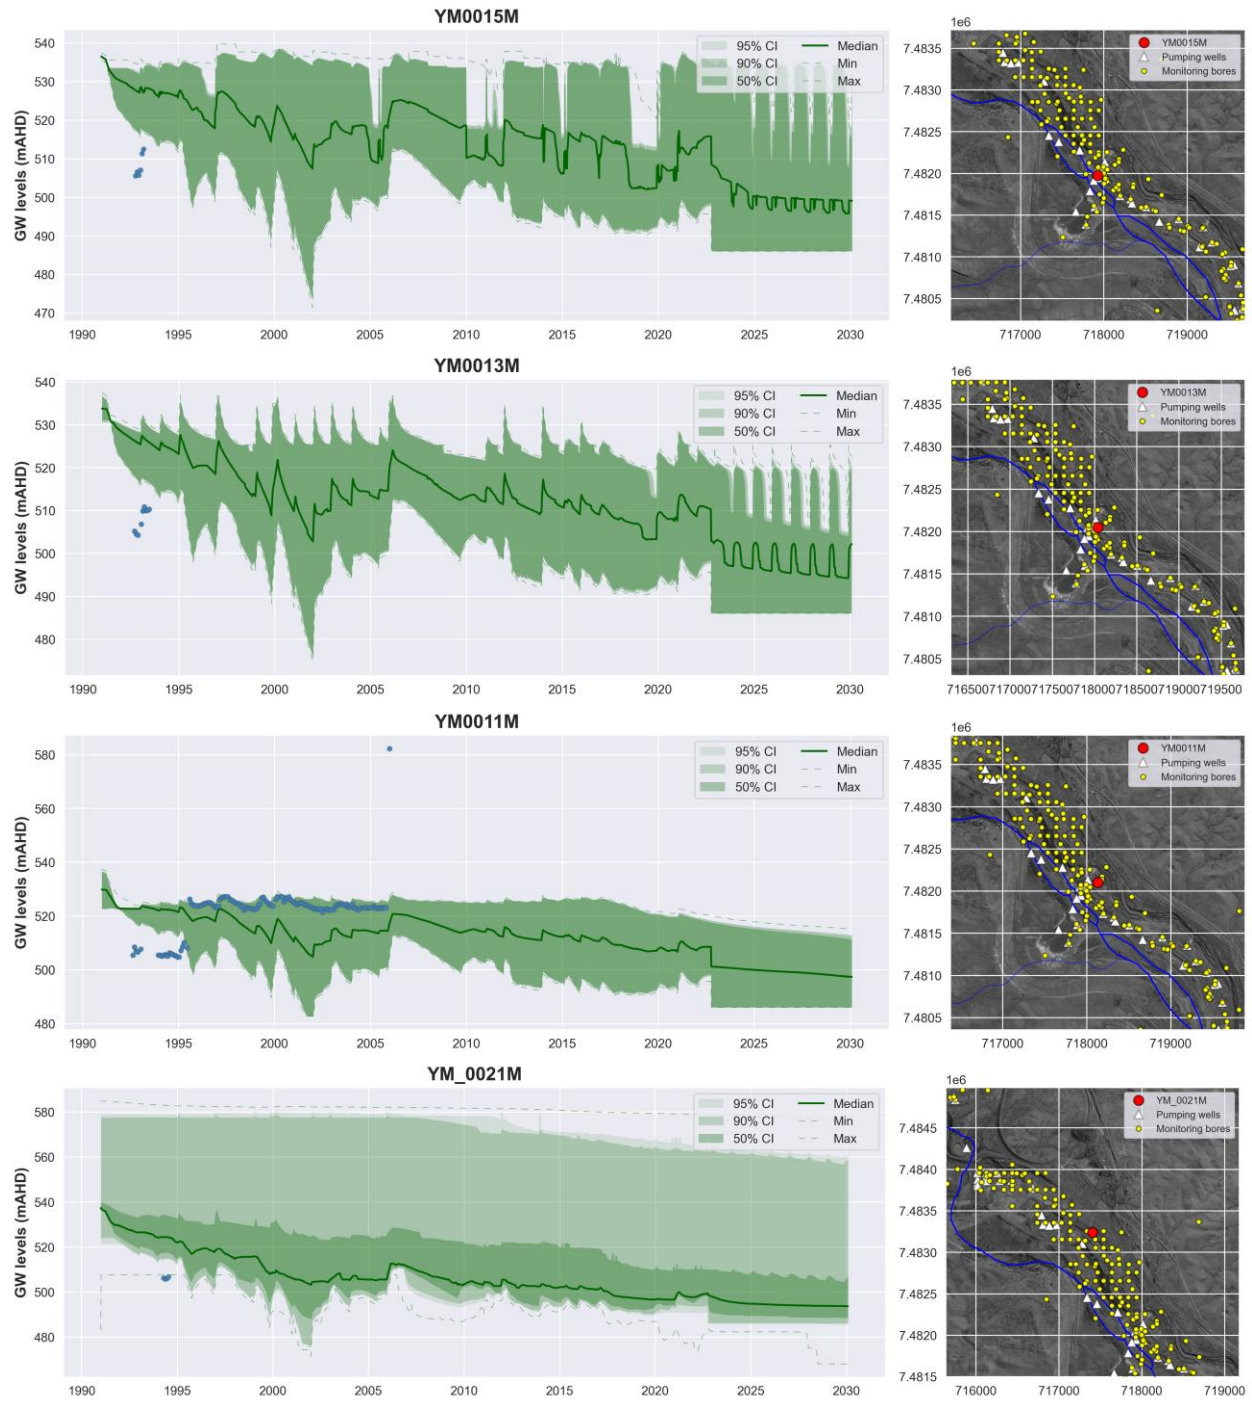 YM0015M
GW levels (mAHD)
540
530
520
510
500
490
480
470
1990 1995 2000 2005 2010 2015 2020 2025 2030
95% CI Median
90% CI Min
50% CI Max
1e6
7.4835
7.4830
7.4825
7.4820
7.4815
7.4810
7.4805
717000 718000 719000
YM0015M
Pumping wells
Monitoring bores
YM0013M
GW levels (mAHD)
540
530
520
510
500
490
480
1990 1995 2000 2005 2010 2015 2020 2025 2030
95% CI Median
90% CI Min
50% CI Max
1e6
7.4835
7.4830
7.4825
7.4820
7.4815
7.4810
7.4805
716500717000717500718000718500719000719500
YM0013M
Pumping wells
Monitoring bores
YM0011M
GW levels (mAHD)
580
560
540
520
500
480
1990 1995 2000 2005 2010 2015 2020 2025 2030
95% CI Median
90% CI Min
50% CI Max
1e6
7.4835
7.4830
7.4825
7.4820
7.4815
7.4810
7.4805
717000 718000 719000
YM0011M
Pumping wells
Monitoring bores
YM_0021M
GW levels (mAHD)
580
560
540
520
500
480
1990 1995 2000 2005 2010 2015 2020 2025 2030
95% CI Median
90% CI Min
50% CI Max
1e6
7.4845
7.4840
7.4835
7.4830
7.4825
7.4820
7.4815
716000 717000 718000 719000
YM_0021M
Pumping wells
Monitoring bores